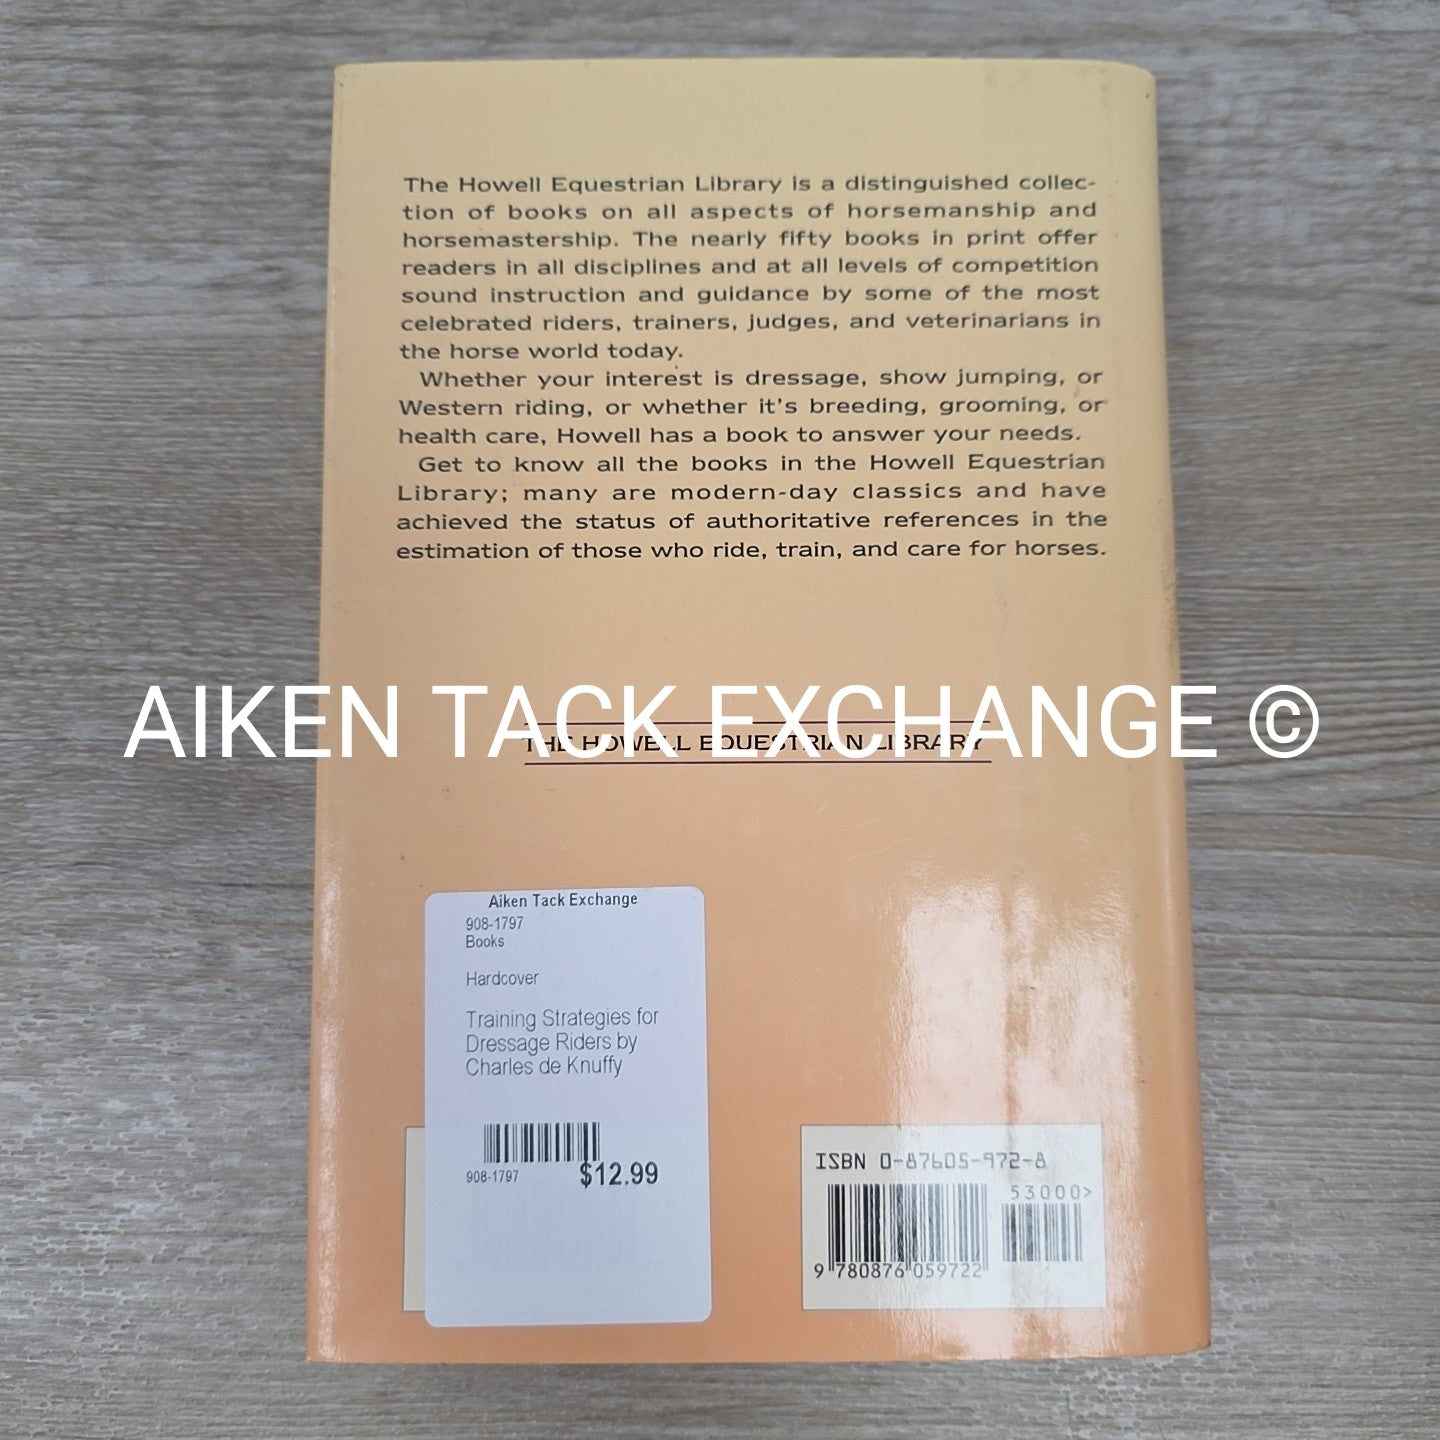 The Howell Equestrian Library is a distinguished collec-
tion of books on all aspects of horsemanship and
horsemastership. The nearly fifty books in print offer
readers in all disciplines and at all levels of competition
sound instruction and guidance by some of the most
celebrated riders, trainers, judges, and veterinarians in
the horse world today.
Whether your interest is dressage, show jumping, or
Western riding, or whether it's breeding, grooming, or
health care, Howell has a book to answer your needs.
Get to know all the books in the Howell Equestrian
Library; many are modern-day classics and have
achieved the status of authoritative references in the
estimation of those who ride, train, and care for horses.
AIKEN TACK EXCHANGE ©
THE HOWELL EQUESTRIAN LIBRARY
Aiken Tack Exchange
908-1797
Books
Hardcover
Training Strategies for
Dressage Riders by
Charles de Knuffy
908-1797 $12.99
ISBN 0-87605-972-8
53000>
9 780876 059722